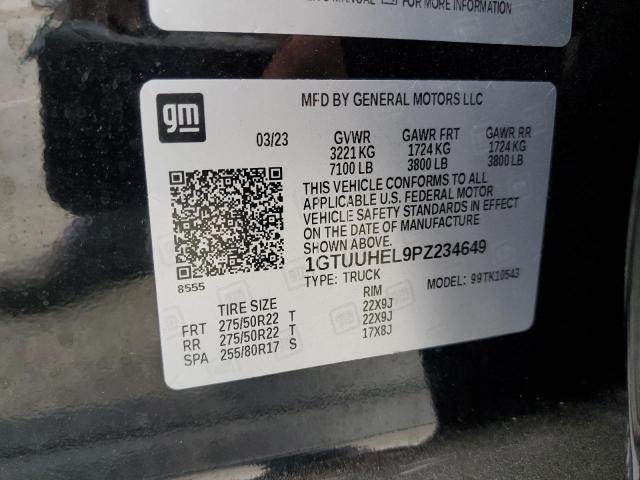 MANUAL FOR MORE INFORMATION
gm
MFD BY GENERAL MOTORS LLC
03/23 GVWR GAWR FRT GAWR RR
3221 KG 1724 KG 1724 KG
7100 LB 3800 LB 3800 LB
THIS VEHICLE CONFORMS TO ALL
APPLICABLE U.S. FEDERAL MOTOR
VEHICLE SAFETY STANDARDS IN EFFECT
ON THE DATE OF MANUFACTURE
SHOWN ABOVE.
1GTUUHEL9PZ234649
8555
TYPE: TRUCK MODEL: 99TK10543
TIRE SIZE RIM
FRT 275/50R22 T 22X9J
RR 275/50R22 T 22X9J
SPA 255/80R17 S 17X8J